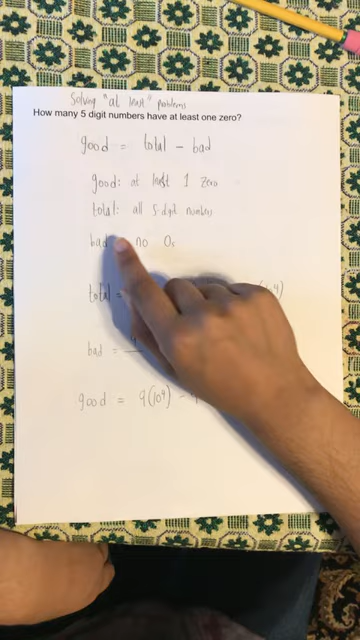 Solving "at least" problems
How many 5 digit numbers have at least one zero?
good = total - bad
good: at least 1 zero
total: all 5-digit numbers
bad no 0s
total =
bad =
good = 9(10⁴) - 9